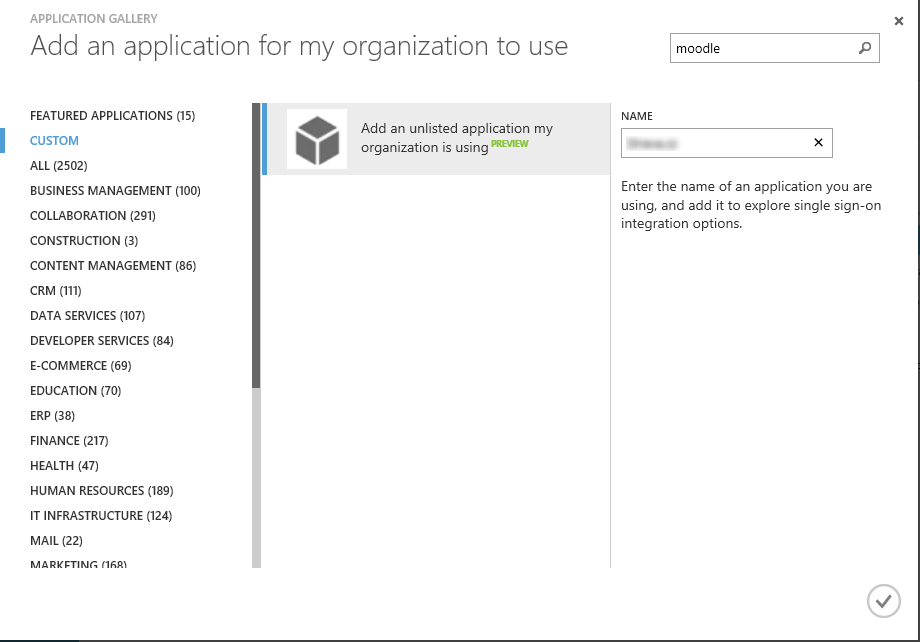 APPLICATION GALLERY
Add an application for my organization to use
moodle
FEATURED APPLICATIONS (15)
CUSTOM
ALL (2502)
BUSINESS MANAGEMENT (100)
COLLABORATION (291)
CONSTRUCTION (3)
CONTENT MANAGEMENT (86)
CRM (111)
DATA SERVICES (107)
DEVELOPER SERVICES (84)
E-COMMERCE (69)
EDUCATION (70)
ERP (38)
FINANCE (217)
HEALTH (47)
HUMAN RESOURCES (189)
IT INFRASTRUCTURE (124)
MAIL (22)
MARKETING (168)
Add an unlisted application my
organization is using PREVIEW
NAME
Enter the name of an application you are
using, and add it to explore single sign-on
integration options.